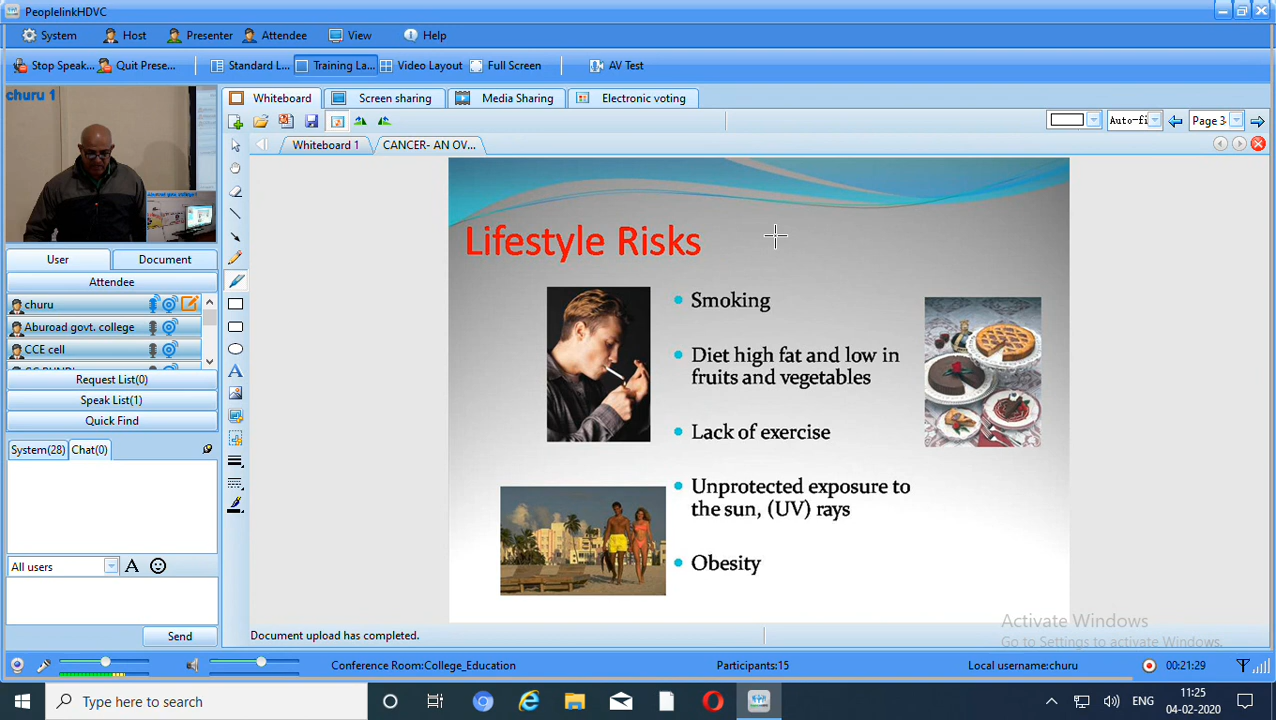 PeoplelinkHDVC
System Host Presenter Attendee View Help
Stop Speak... Quit Prese... Standard L... Training La... Video Layout Full Screen AV Test
churu 1
Whiteboard Screen sharing Media Sharing Electronic voting
Auto-fi Page 3
Whiteboard 1 CANCER- AN OV...
Lifestyle Risks
Smoking
Diet high fat and low in
fruits and vegetables
Lack of exercise
Unprotected exposure to
the sun, (UV) rays
Obesity
User Document
Attendee
churu
Aburoad govt. college
CCE cell
Request List(0)
Speak List(1)
Quick Find
System(28) Chat(0)
All users
Send
Document upload has completed.
Activate Windows
Go to Settings to activate Windows.
Conference Room:College_Education Participants:15 Local username:churu 00:21:29
Type here to search
ENG
11:25
04-02-2020